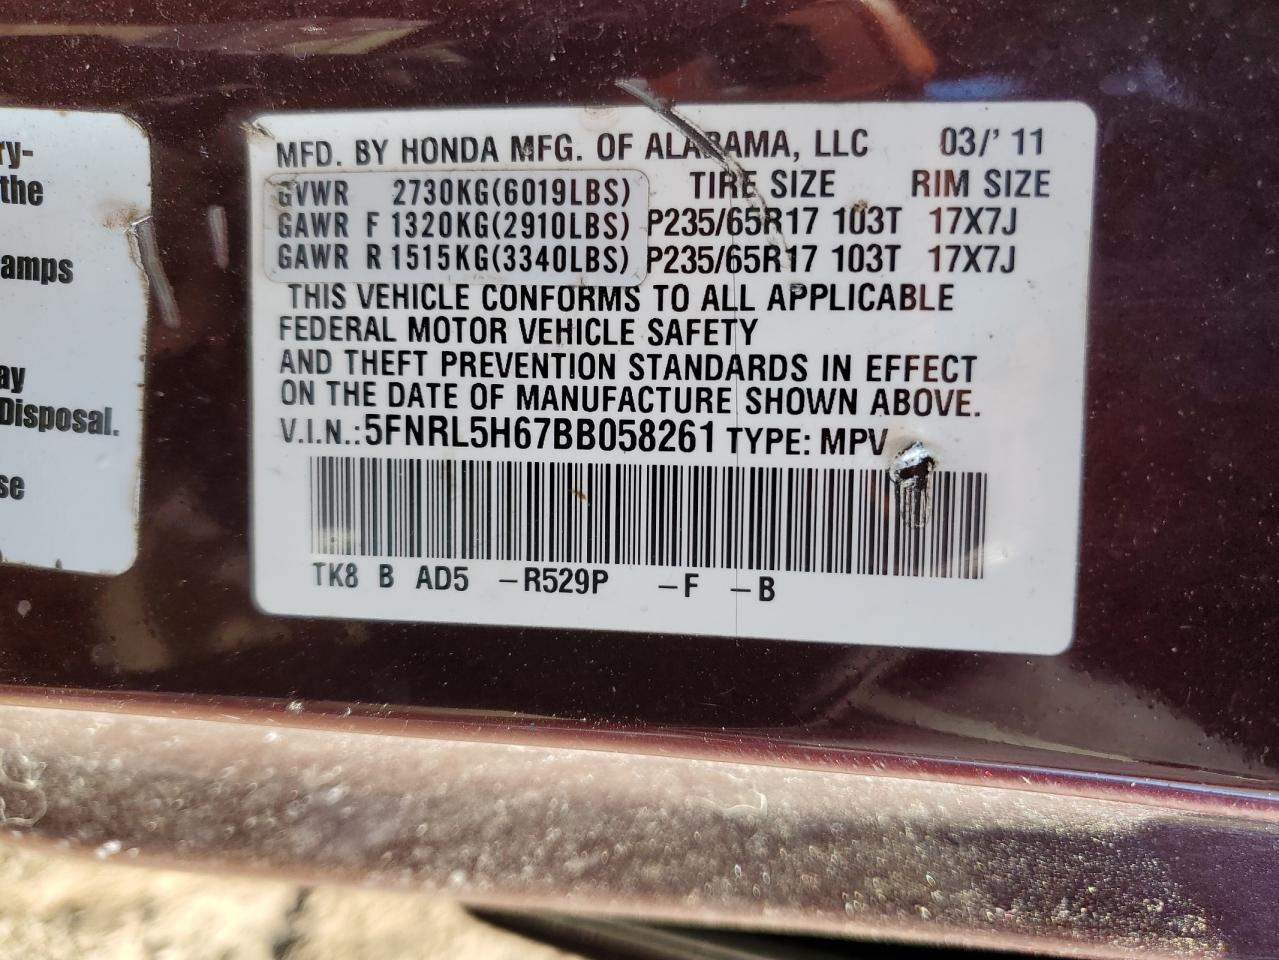 ry-
the
amps
ay
Disposal.
se
MFD. BY HONDA MFG. OF ALABAMA, LLC 03/'11
GVWR 2730KG(6019LBS) TIRE SIZE RIM SIZE
GAWR F 1320KG(2910LBS) P235/65R17 103T 17X7J
GAWR R 1515KG(3340LBS) P235/65R17 103T 17X7J
THIS VEHICLE CONFORMS TO ALL APPLICABLE
FEDERAL MOTOR VEHICLE SAFETY
AND THEFT PREVENTION STANDARDS IN EFFECT
ON THE DATE OF MANUFACTURE SHOWN ABOVE.
V.I.N.: 5FNRL5H67BB058261 TYPE: MPV
TK8 B AD5 -R529P -F -B